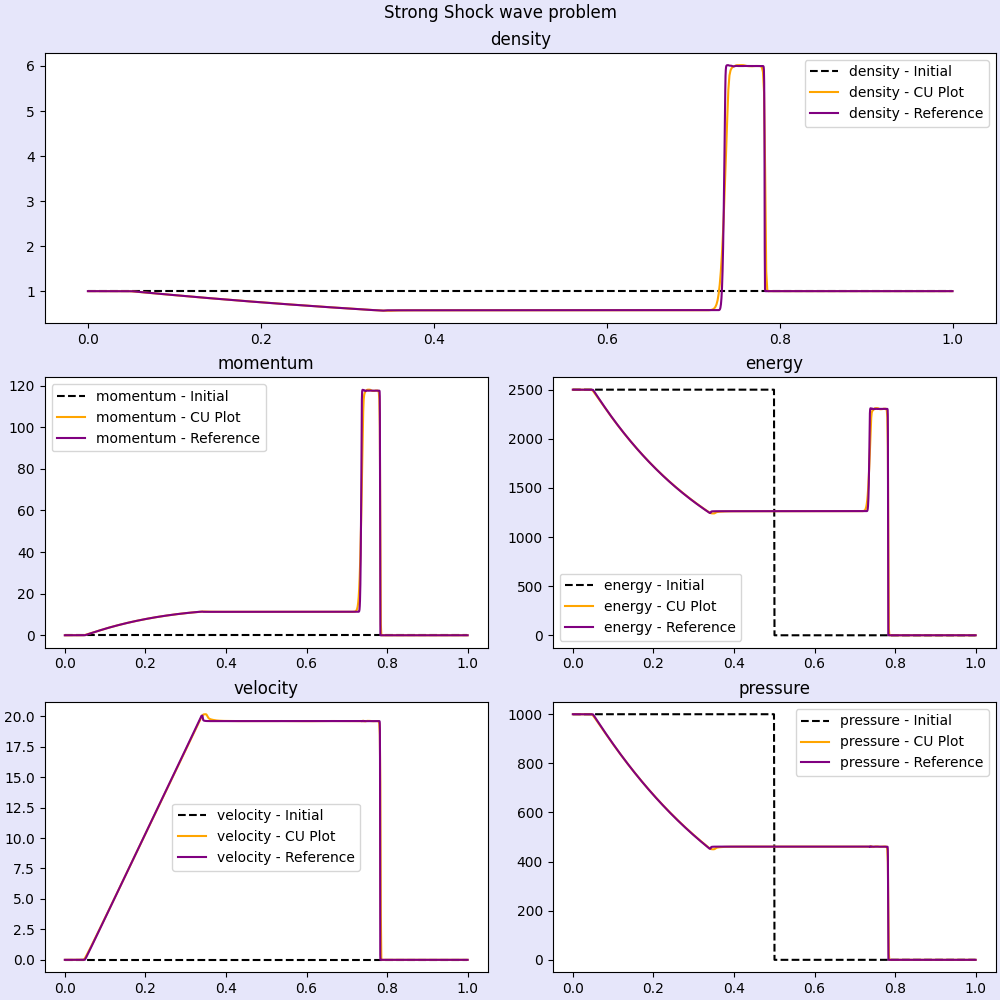 Strong Shock wave problem
density
6
5
4
3
2
1
density - Initial
density - CU Plot
density - Reference
0.0 0.2 0.4 0.6 0.8 1.0
momentum
120
100
80
60
40
20
0
momentum - Initial
momentum - CU Plot
momentum - Reference
0.0 0.2 0.4 0.6 0.8 1.0
energy
2500
2000
1500
1000
500
0
energy - Initial
energy - CU Plot
energy - Reference
0.0 0.2 0.4 0.6 0.8 1.0
velocity
20.0
17.5
15.0
12.5
10.0
7.5
5.0
2.5
0.0
velocity - Initial
velocity - CU Plot
velocity - Reference
0.0 0.2 0.4 0.6 0.8 1.0
pressure
1000
800
600
400
200
0
pressure - Initial
pressure - CU Plot
pressure - Reference
0.0 0.2 0.4 0.6 0.8 1.0